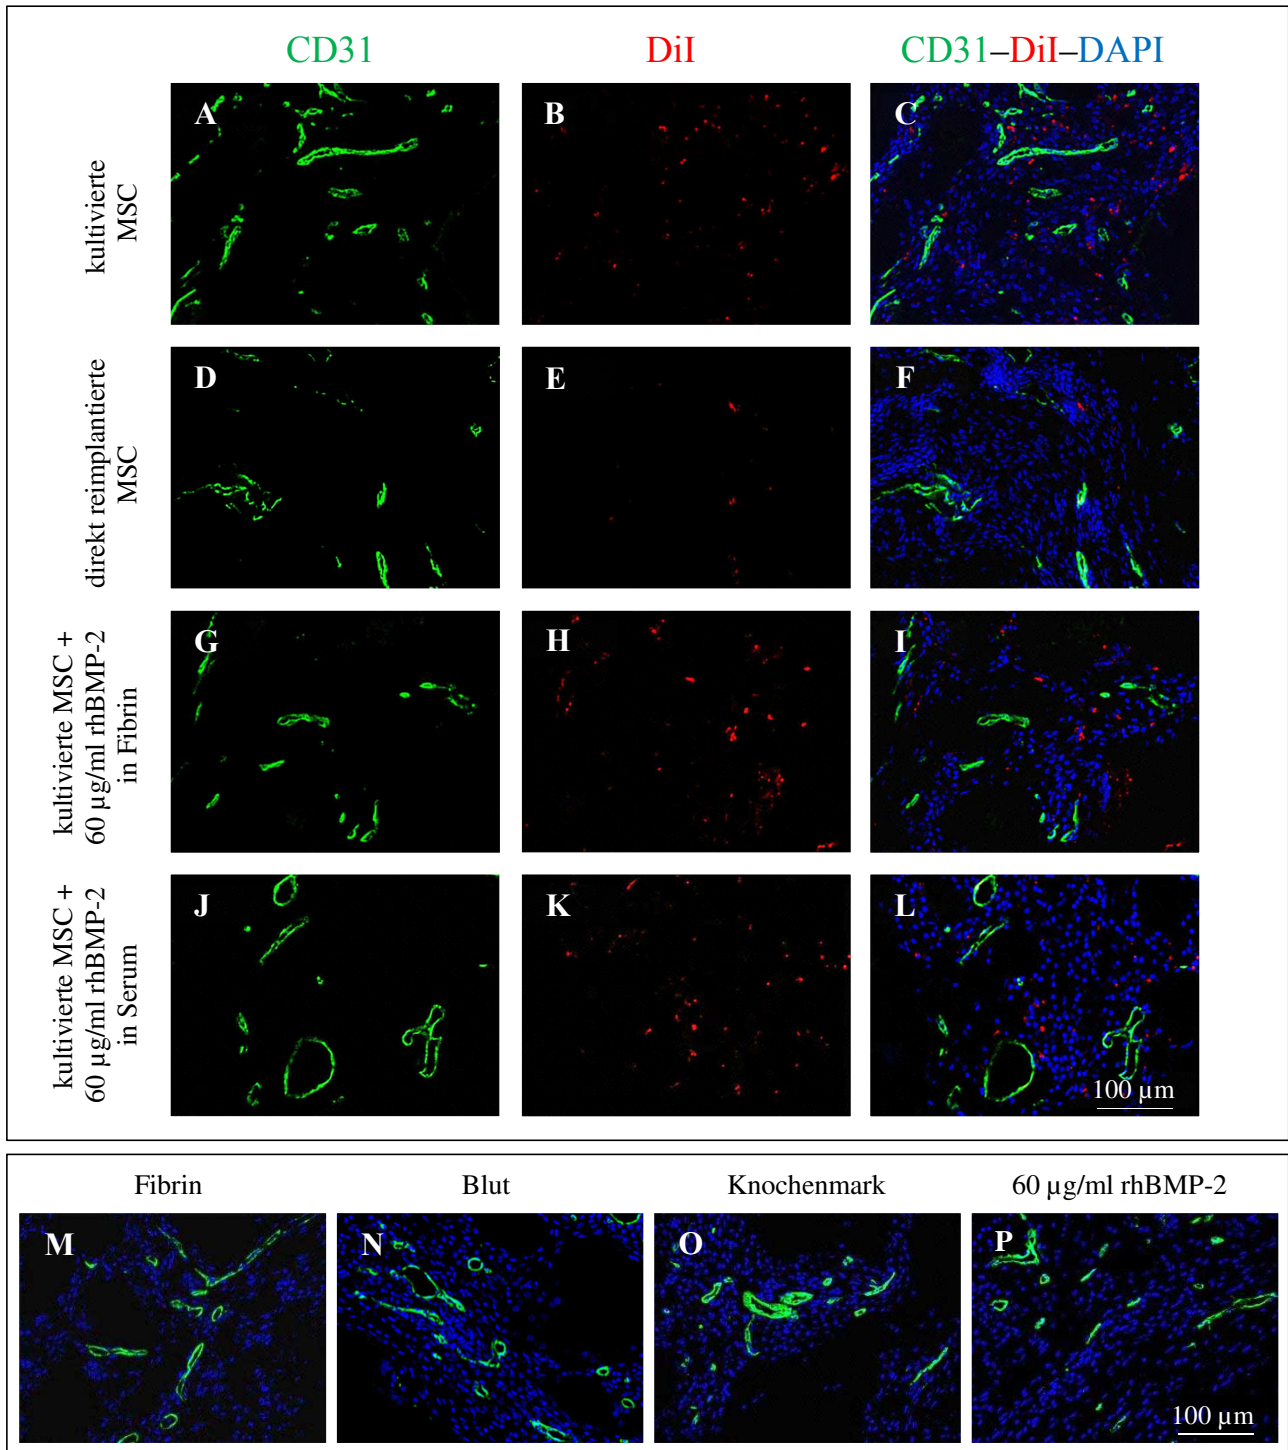 CD31 DiI CD31–DiI–DAPI
kultivierte
MSC
A B C
direkt reimplantierte
MSC
D E F
kultivierte MSC +
60 µg/ml rhBMP-2
in Fibrin
G H I
kultivierte MSC +
60 µg/ml rhBMP-2
in Serum
J K L
100 µm
Fibrin Blut Knochenmark 60 µg/ml rhBMP-2
M N O P
100 µm